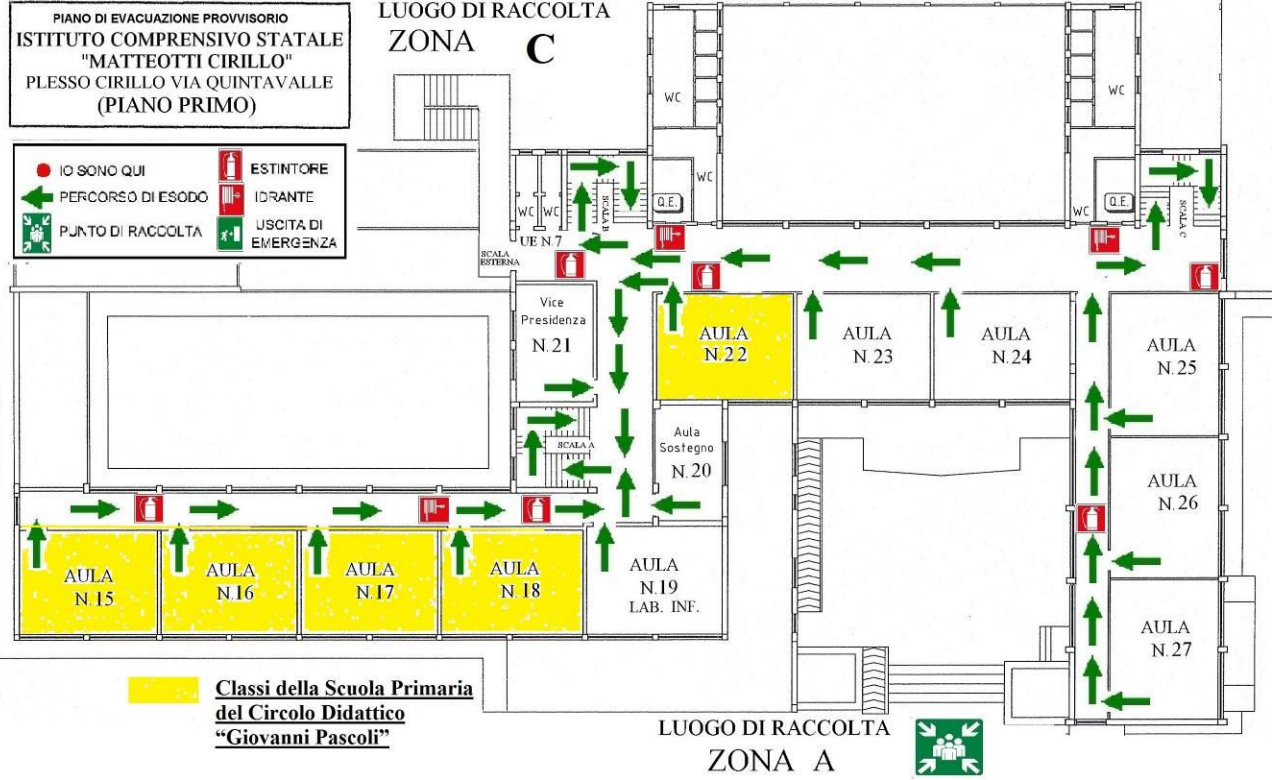 PIANO DI EVACUAZIONE PROVVISORIO
ISTITUTO COMPRENSIVO STATALE
"MATTEOTTI CIRILLO"
PLESSO CIRILLO VIA QUINTAVALLE
(PIANO PRIMO)
LUOGO DI RACCOLTA
ZONA C
IO SONO QUI
ESTINTORE
PERCORSO DI ESODO
IDRANTE
PUNTO DI RACCOLTA
USCITA DI
EMERGENZA
WC
WC
WC
Q.E.
WC
Q.E.
WC
WC
SCALA B
SCALA C
UE N.7
SCALA
ESTERNA
Vice
Presidenza
N.21
AULA
N.22
AULA
N.23
AULA
N.24
AULA
N.25
SCALA A
Aula
Sostegno
N.20
AULA
N.26
AULA
N.15
AULA
N.16
AULA
N.17
AULA
N.18
AULA
N.19
LAB. INF.
AULA
N.27
Classi della Scuola Primaria
del Circolo Didattico
“Giovanni Pascoli”
LUOGO DI RACCOLTA
ZONA A